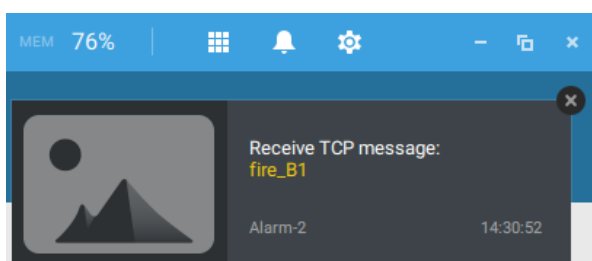 MEM 76%
Receive TCP message:
fire_B1
Alarm-2 14:30:52